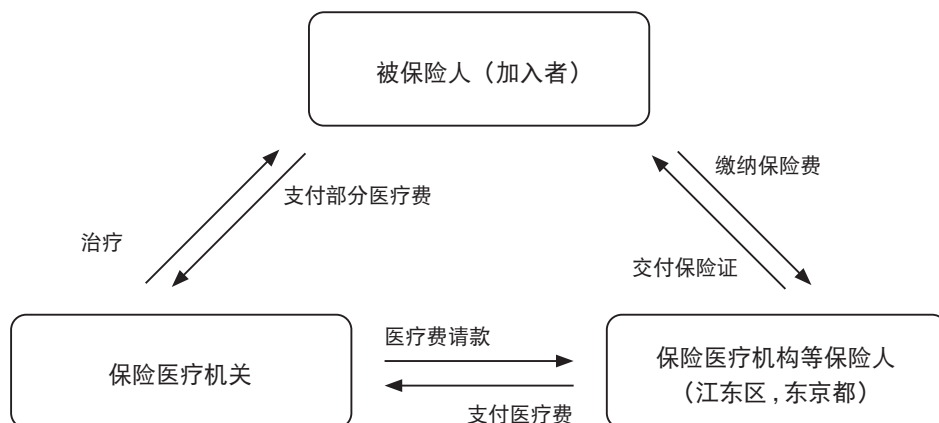 被保险人（加入者）
缴纳保险费
支付部分医疗费
治疗
交付保险证
医疗费请款
保险医疗机关
保险医疗机构等保险人
（江东区，东京都）
支付医疗费